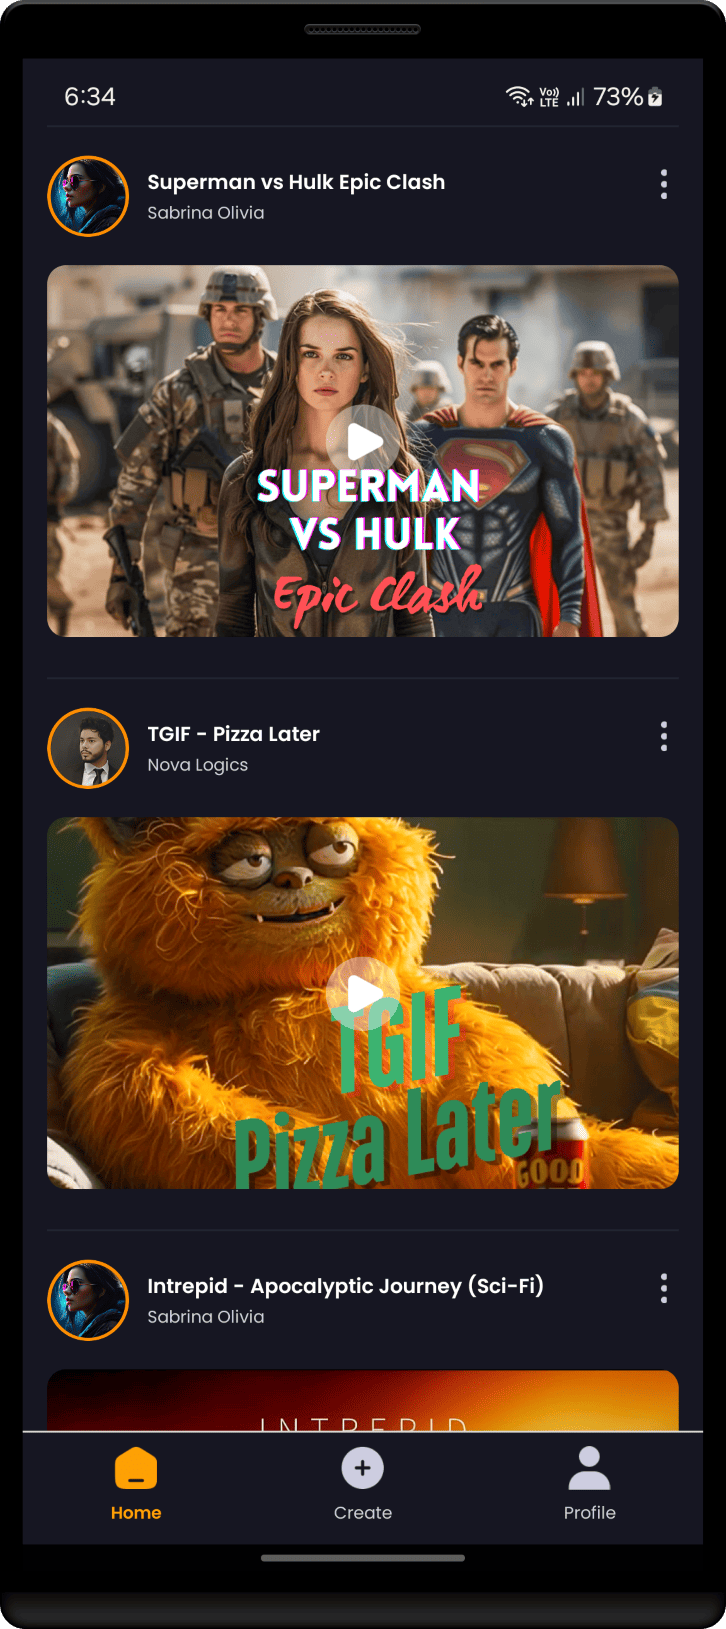 6:34
Vo))
LTE
73%
Superman vs Hulk Epic Clash
Sabrina Olivia
SUPERMAN
VS HULK
Epic Clash
TGIF - Pizza Later
Nova Logics
TGIF
Pizza Later
GOOD
Intrepid - Apocalyptic Journey (Sci-Fi)
Sabrina Olivia
INTREPID
Home
Create
Profile